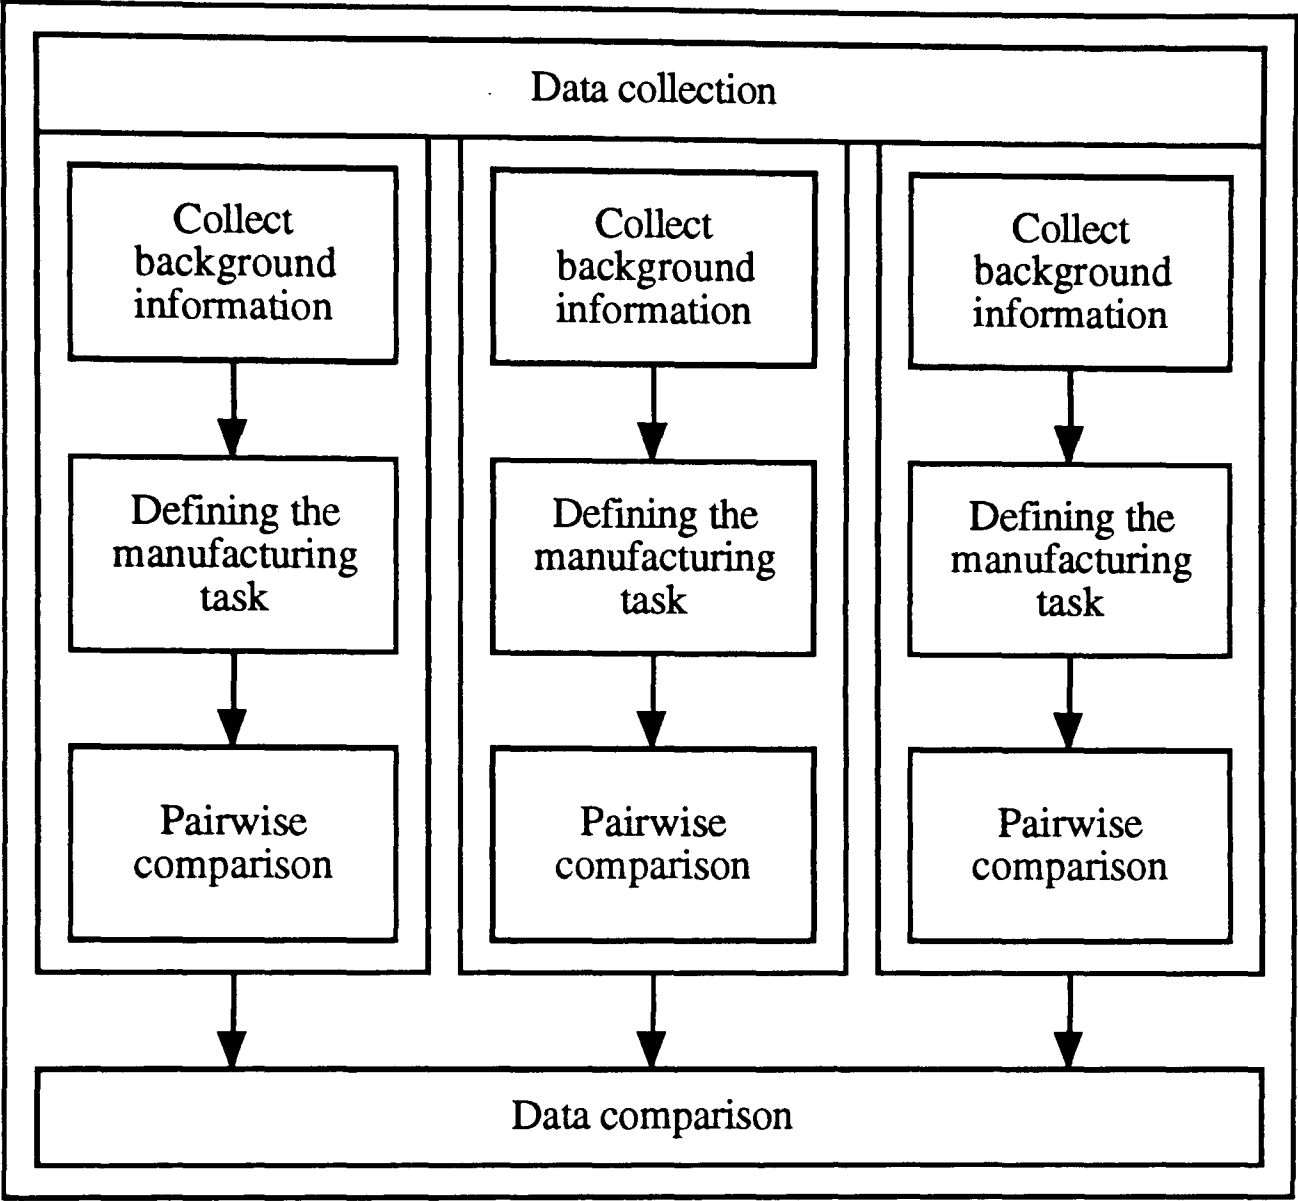 Data collection
Collect
background
information
Collect
background
information
Collect
background
information
Defining the
manufacturing
task
Defining the
manufacturing
task
Defining the
manufacturing
task
Pairwise
comparison
Pairwise
comparison
Pairwise
comparison
Data comparison